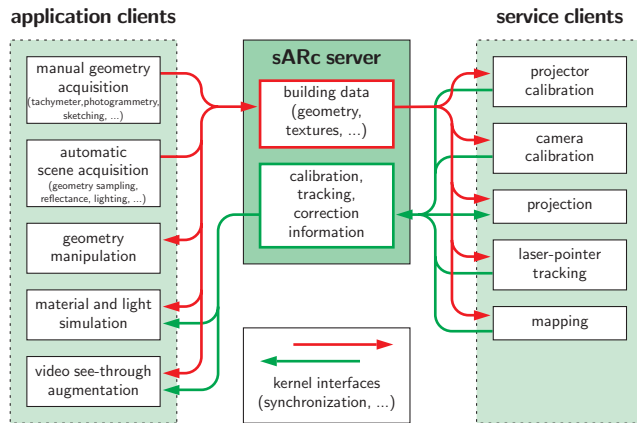 application clients
manual geometry
acquisition
(tachymeter,photogrammetry,
sketching, ...)
automatic
scene acquisition
(geometry sampling,
reflectance, lighting, ...)
geometry
manipulation
material and light
simulation
video see-through
augmentation
sARc server
building data
(geometry,
textures, ...)
calibration,
tracking,
correction
information
kernel interfaces
(synchronization, ...)
service clients
projector
calibration
camera
calibration
projection
laser-pointer
tracking
mapping